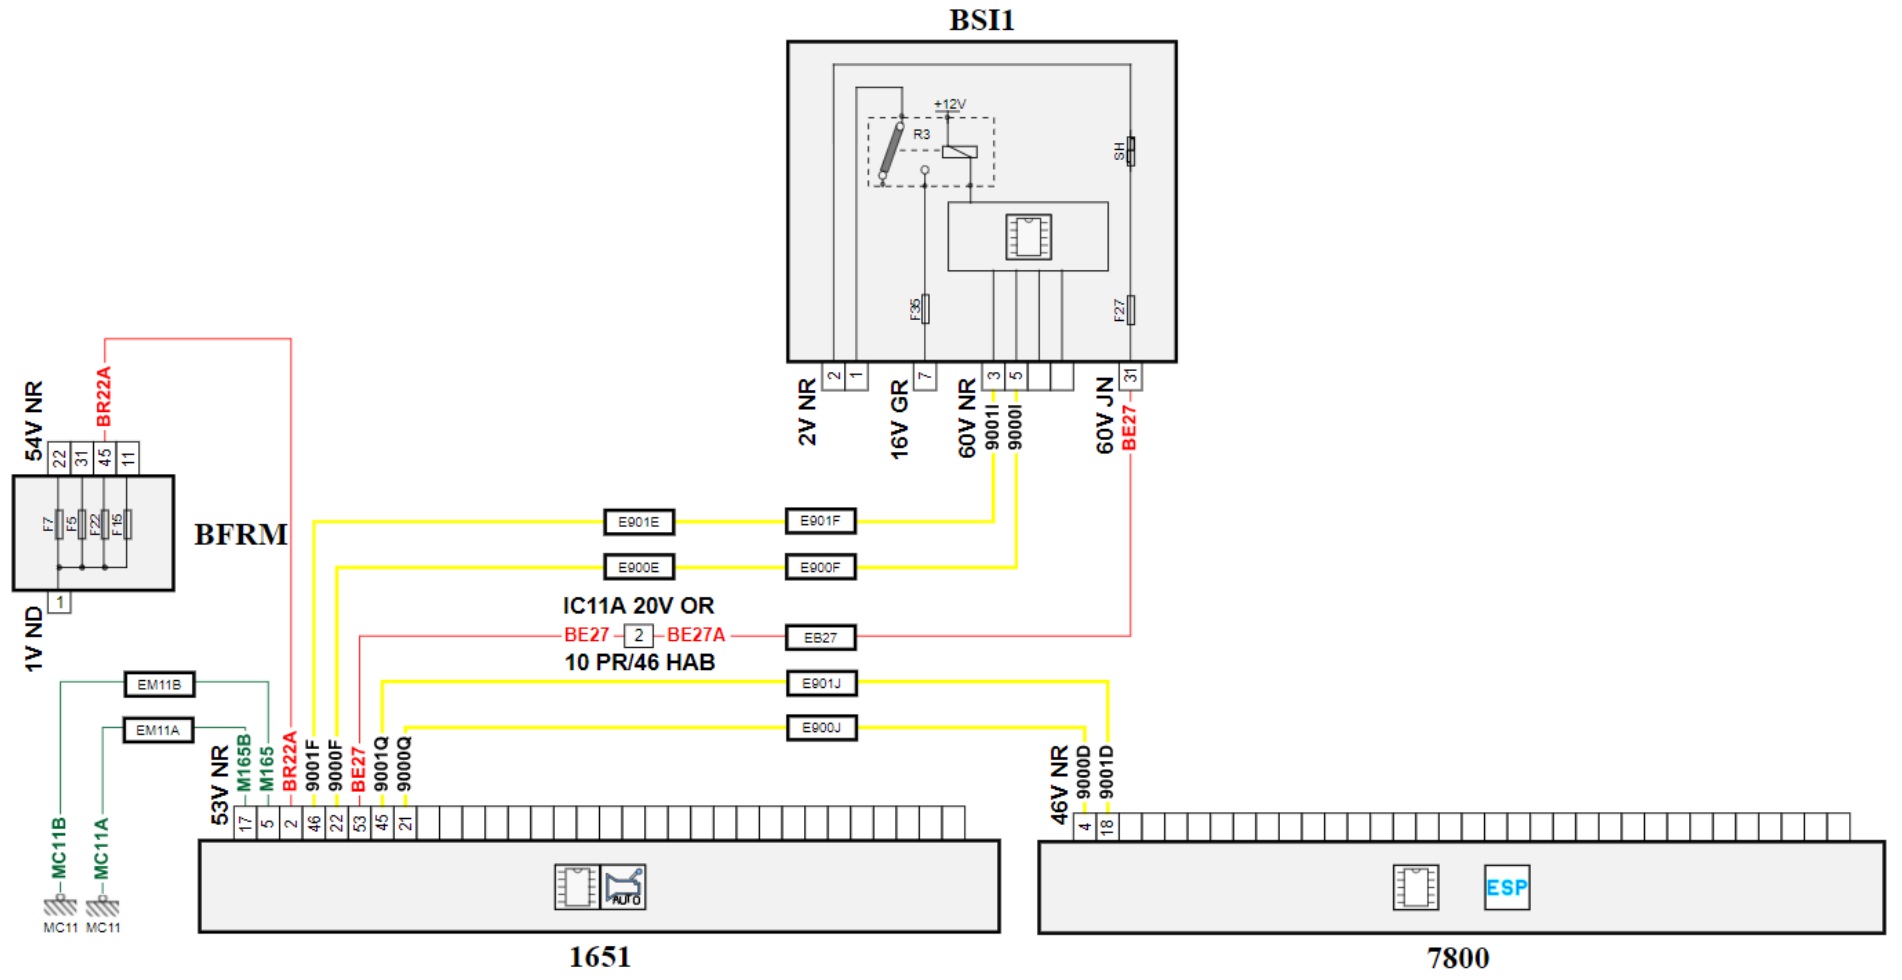 BSI1
+12V
R3
SH
F35
F27
2
1
7
3
5
31
2V NR
16V GR
60V NR
9001I
9000I
60V JN
BE27
54V NR
BR22A
22
31
45
11
F7
F5
F22
F15
BFRM
1
1V ND
E901E
E901F
E900E
E900F
IC11A 20V OR
BE27
2
BE27A
EB27
10 PR/46 HAB
EM11B
E901J
EM11A
E900J
53V NR
M165B
M165
BR22A
9001F
9000F
BE27
9001Q
9000Q
46V NR
9000D
9001D
17
5
2
46
22
53
45
21
4
18
MC11B
MC11A
MC11
MC11
AUTO
ESP
1651
7800